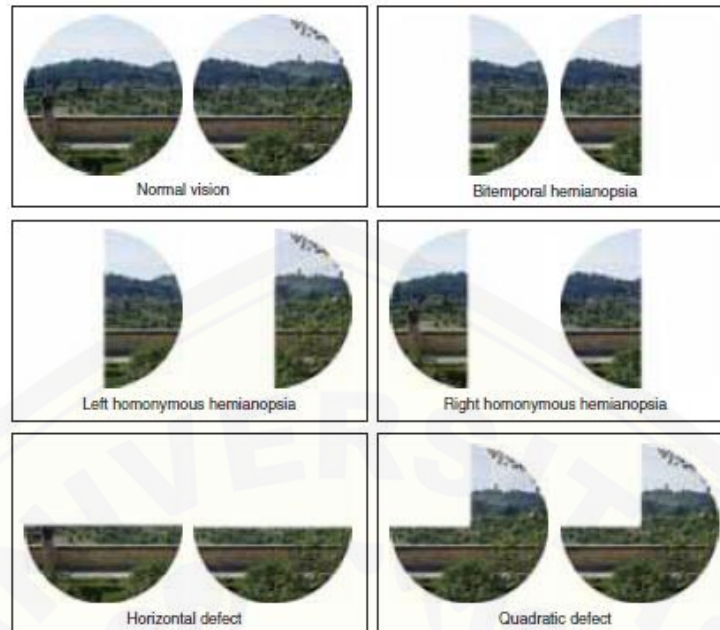 Normal vision
Bitemporal hemianopsia
Left homonymous hemianopsia
Right homonymous hemianopsia
Horizontal defect
Quadratic defect